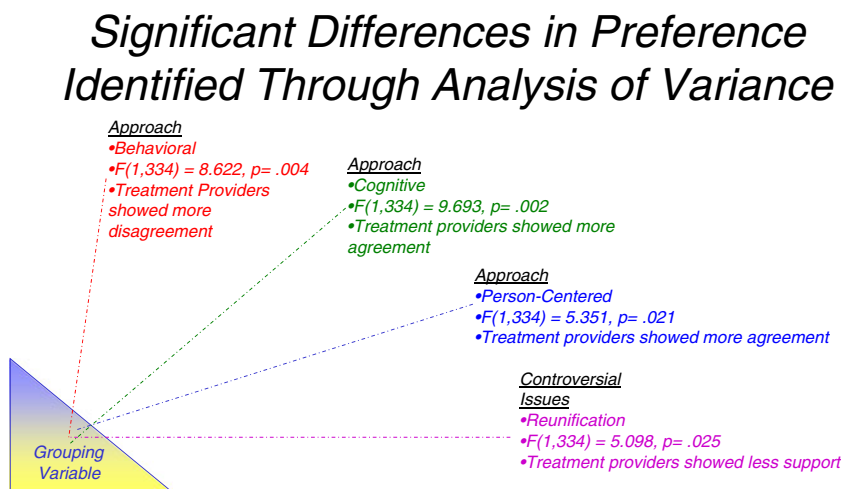 Significant Differences in Preference
Identified Through Analysis of Variance
Approach
•Behavioral
•F(1,334) = 8.622, p= .004
•Treatment Providers
showed more
disagreement
Approach
•Cognitive
•F(1,334) = 9.693, p= .002
•Treatment providers showed more
agreement
Approach
•Person-Centered
•F(1,334) = 5.351, p= .021
•Treatment providers showed more agreement
Controversial
Issues
•Reunification
•F(1,334) = 5.098, p= .025
•Treatment providers showed less support
Grouping
Variable